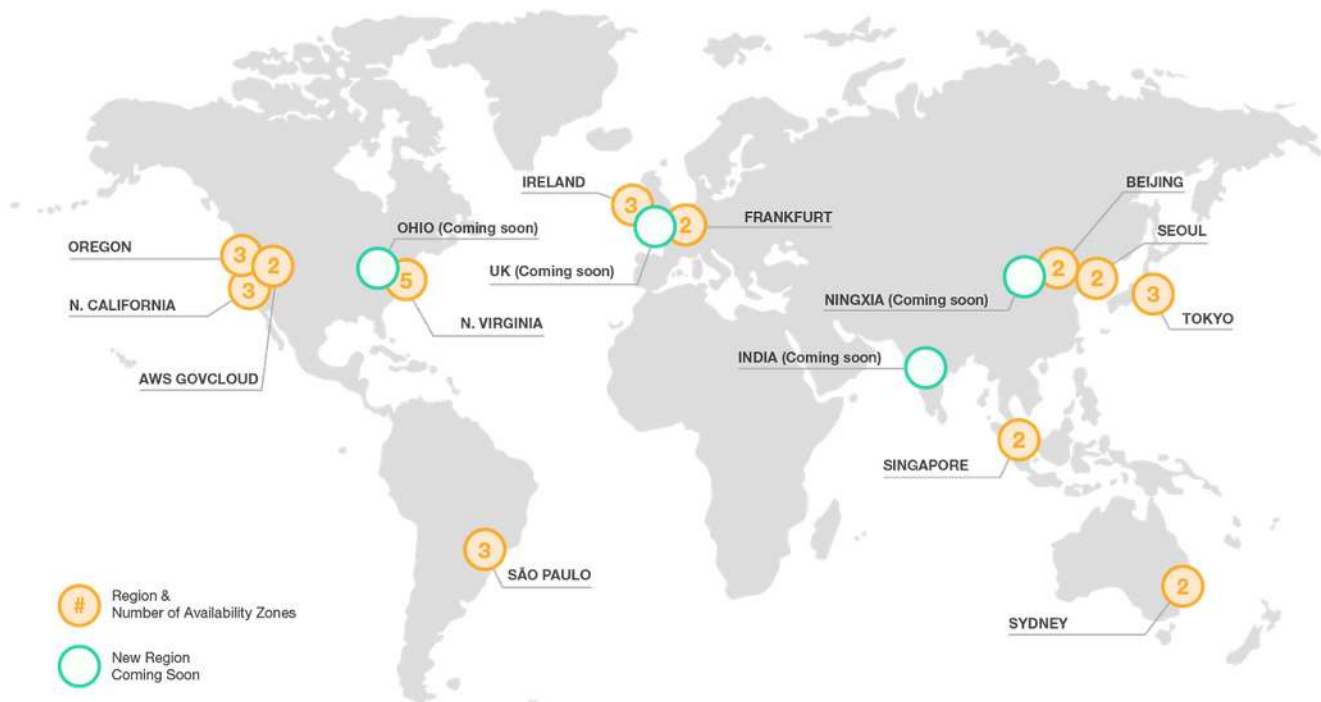 IRELAND
3
BEIJING
OHIO (Coming soon)
2
FRANKFURT
SEOUL
OREGON
3
2
UK (Coming soon)
2
2
N. CALIFORNIA
3
5
N. VIRGINIA
NINGXIA (Coming soon)
3
TOKYO
AWS GOVCLOUD
INDIA (Coming soon)
2
SINGAPORE
3
SÃO PAULO
2
SYDNEY
#
Region &
Number of Availability Zones
New Region
Coming Soon